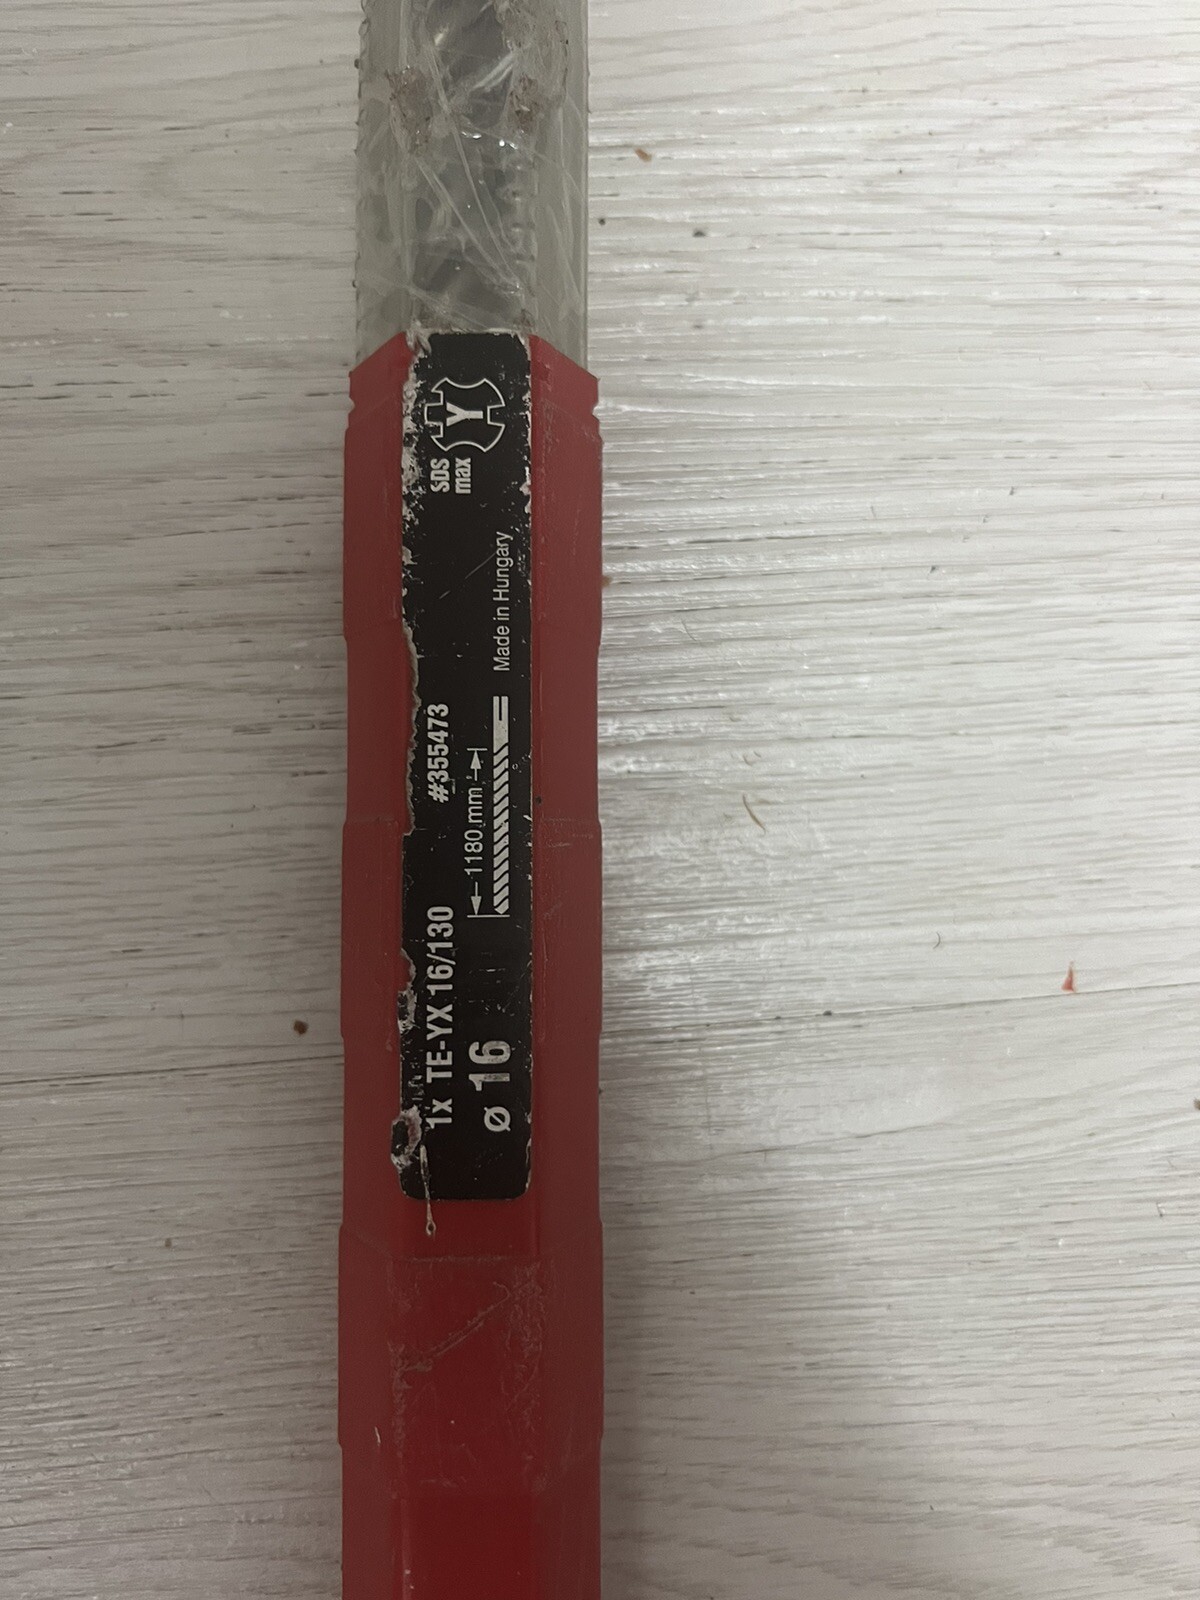 1x TE-YX 16/130 #355473
ø 16
1180 mm
Made in Hungary
SDS
max
Y